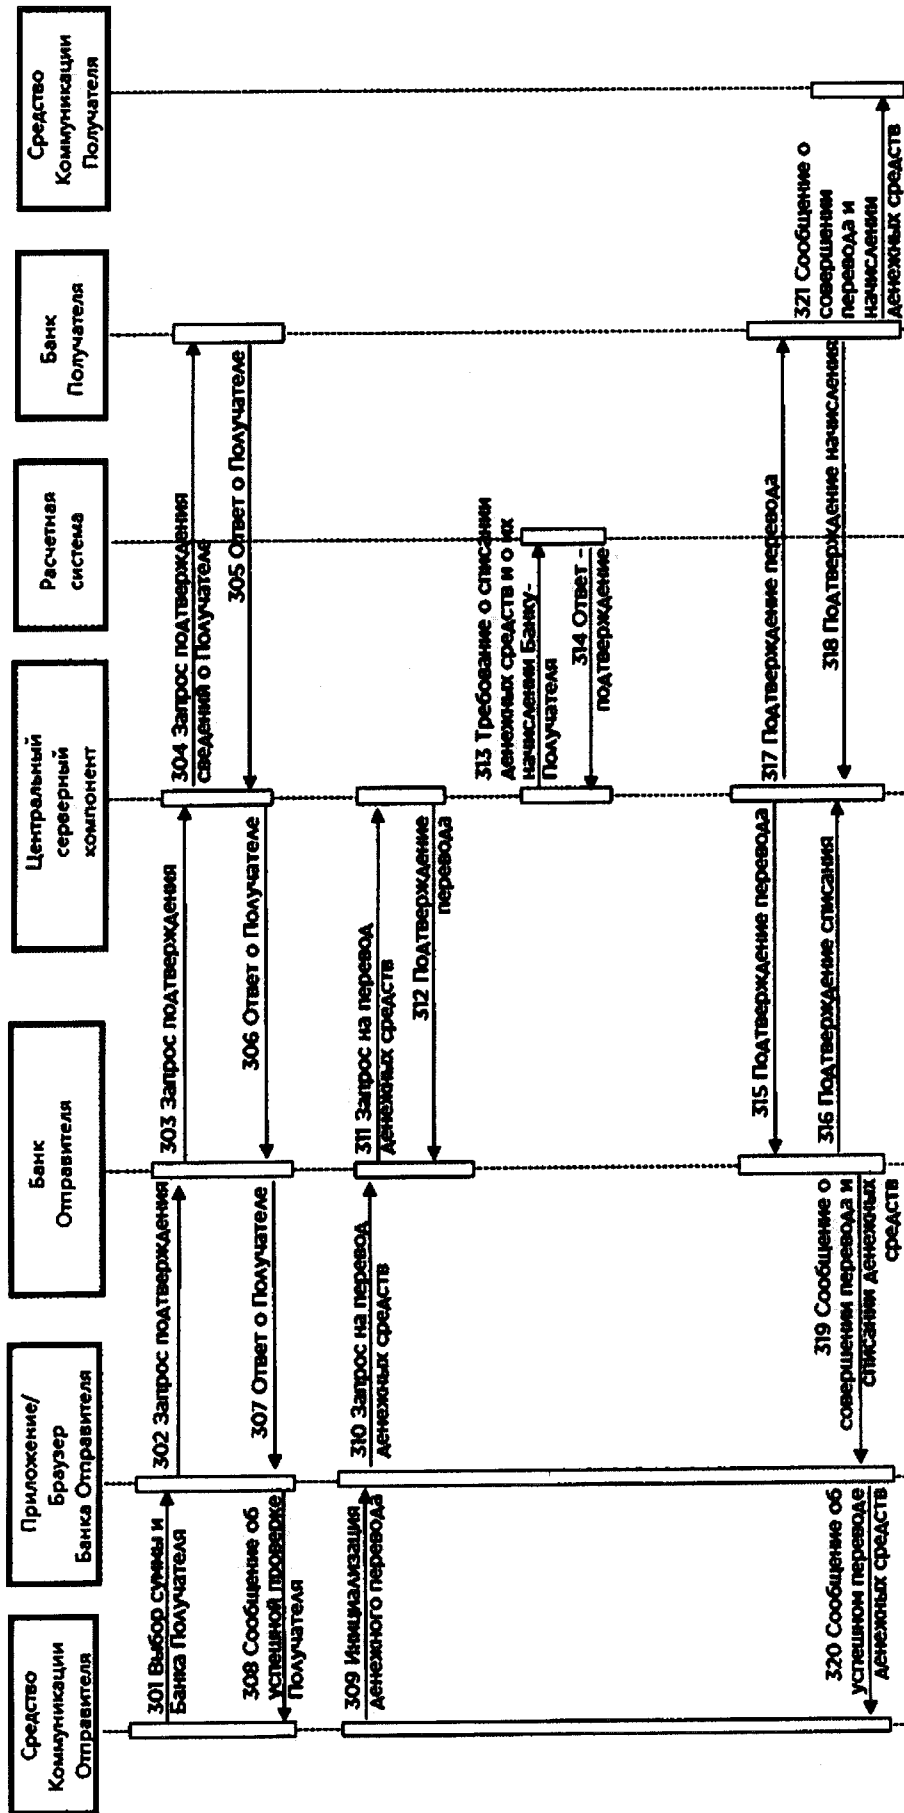 Средство
Коммуникации
Отправителя
Приложение/
Браузер
Банка Отправителя
Банк
Отправителя
Центральный
серверный
компонент
Расчетная
система
Банк
Получателя
Средство
Коммуникации
Получателя
301 Выбор суммы и
Банка Получателя
302 Запрос подтверждения
303 Запрос подтверждения
304 Запрос подтверждения
сведений о Получателе
305 Ответ о Получателе
306 Ответ о Получателе
307 Ответ о Получателе
308 Сообщение об
успешной проверке
Получателя
309 Инициализация
денежного перевода
310 Запрос на перевод
денежных средств
311 Запрос на перевод
денежных средств
312 Подтверждение
перевода
313 Требование о списании
денежных средств и о их
начислении Банку-
Получателя
314 Ответ -
подтверждение
315 Подтверждение перевода
316 Подтверждение списания
317 Подтверждение перевода
318 Подтверждение начисления
319 Сообщение о
совершении перевода и
списании денежных
средств
320 Сообщение об
успешном переводе
денежных средств
321 Сообщение о
совершении
перевода и
начислении
денежных средств